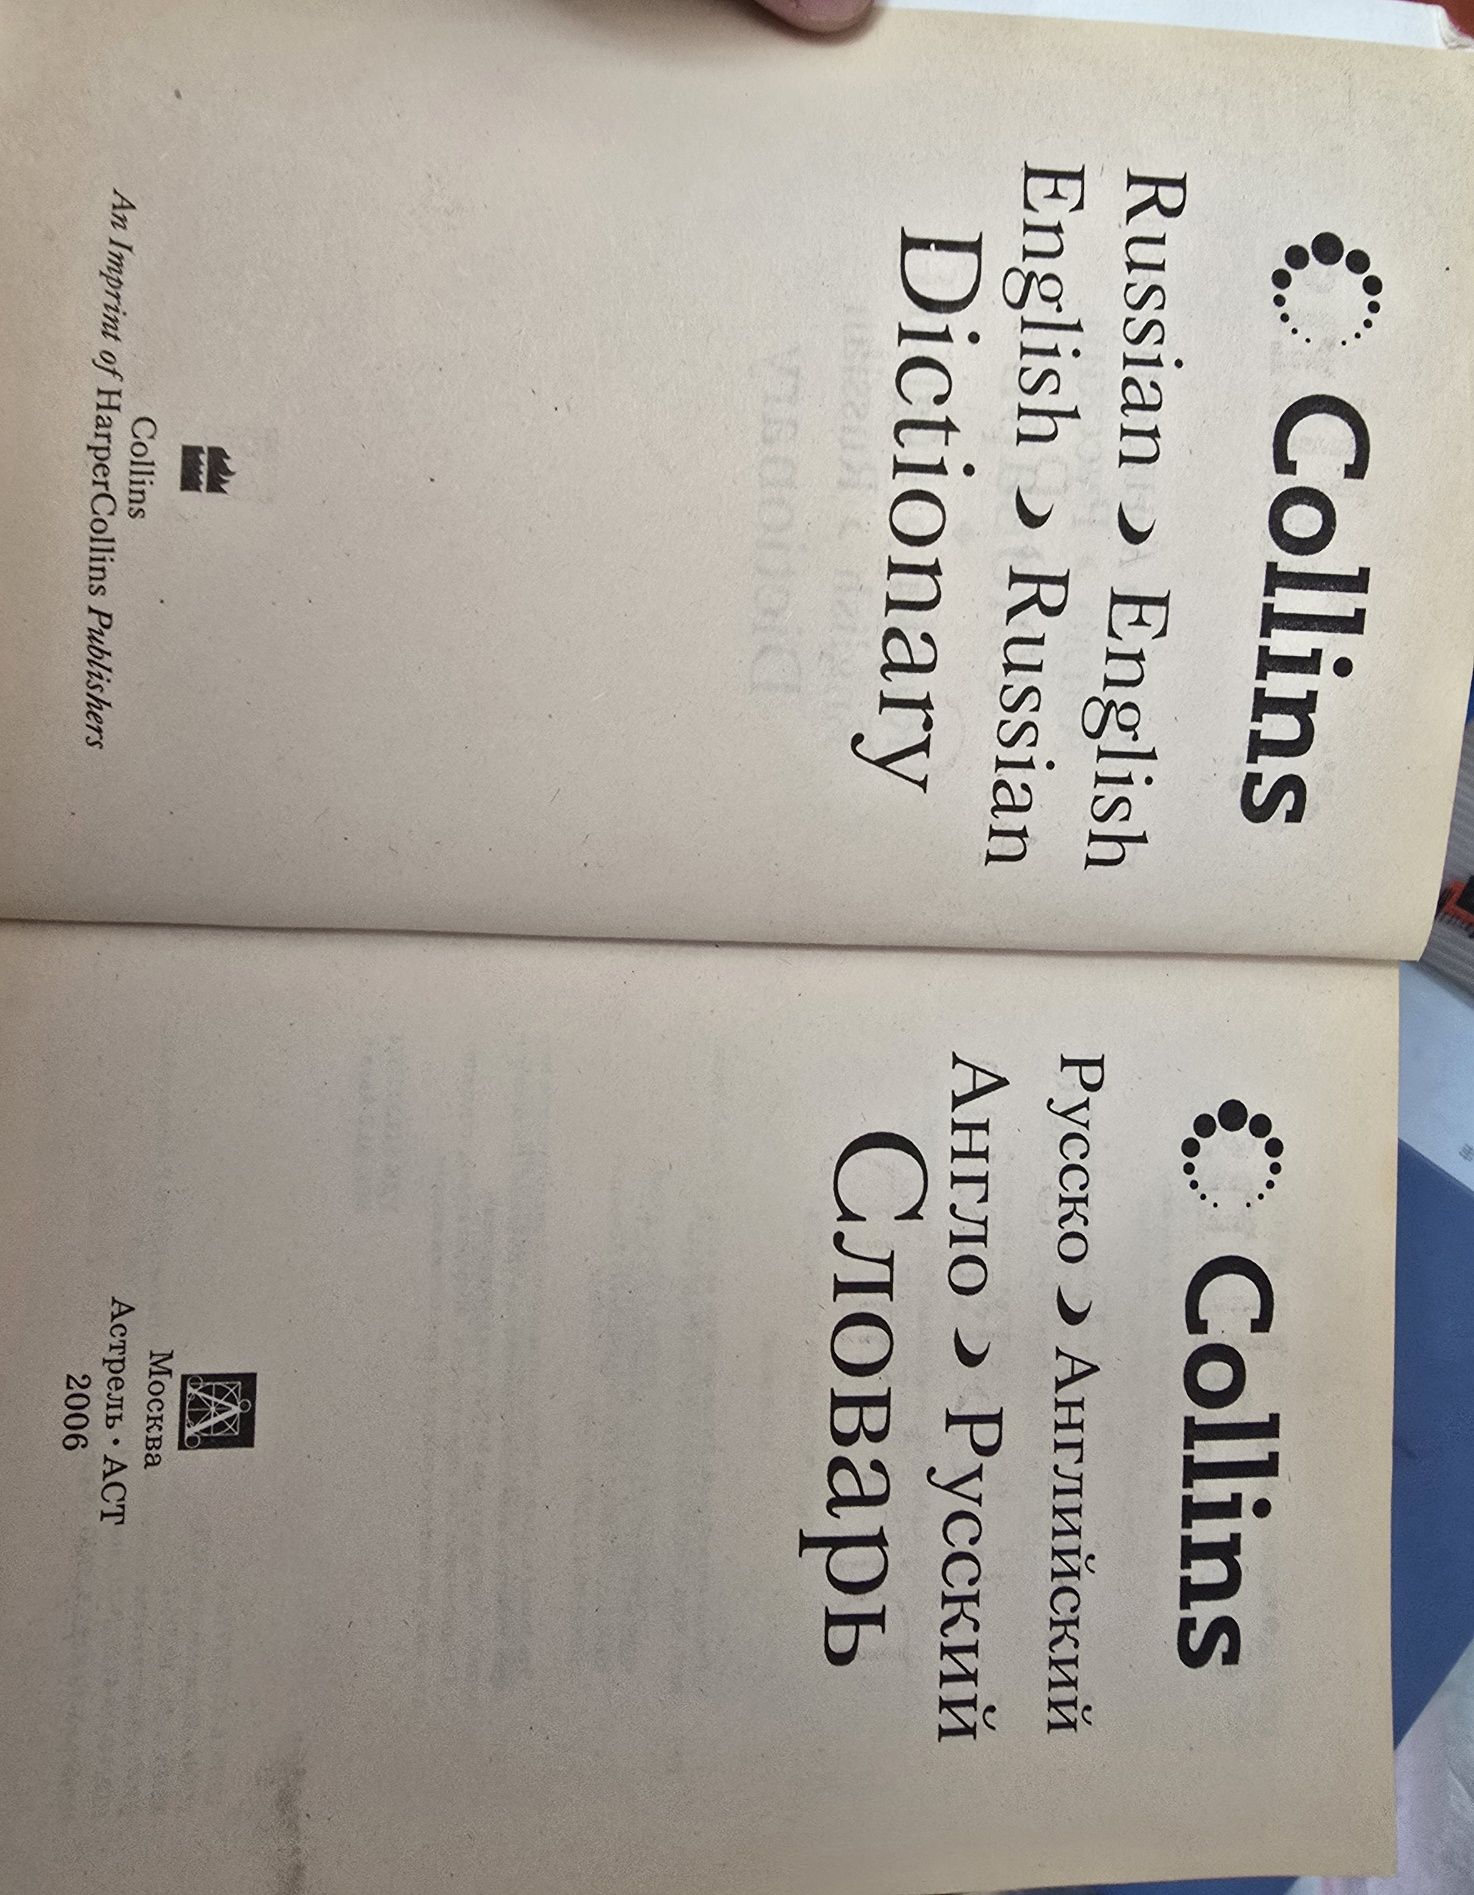 Collins
Russian › English
English › Russian
Dictionary
Collins
An Imprint of HarperCollins Publishers
Collins
Русско › Английский
Англо › Русский
Словарь
Москва
Астрель • АСТ
2006